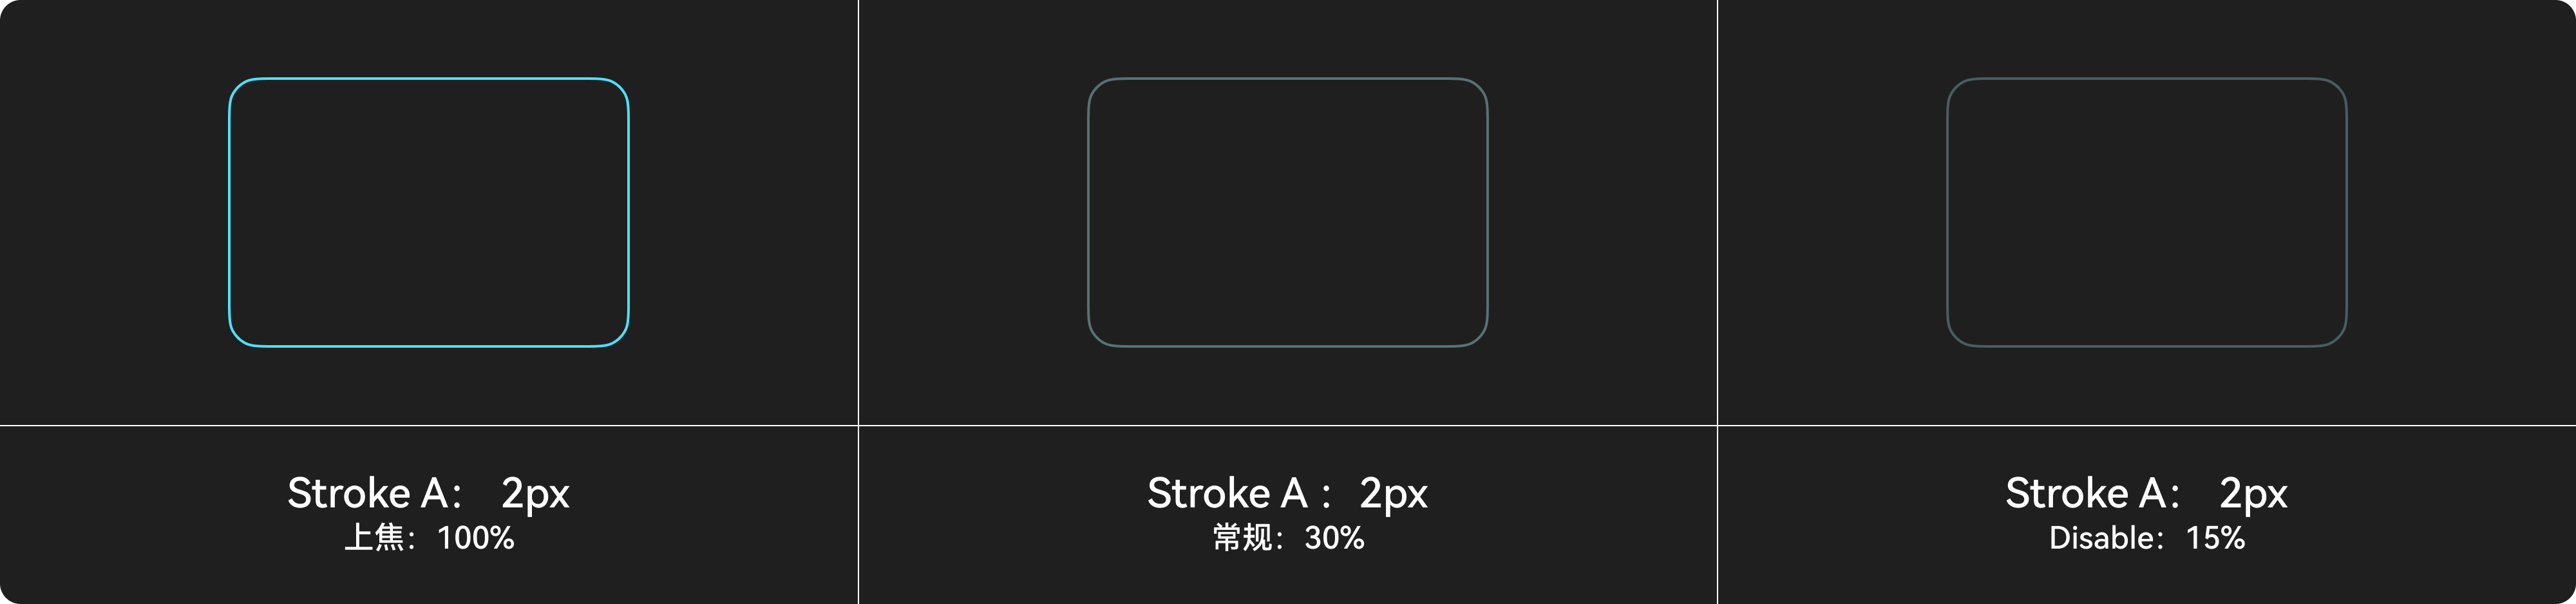 Stroke A： 2px
上焦： 100%
Stroke A ： 2px
常规： 30%
Stroke A： 2px
Disable： 15%